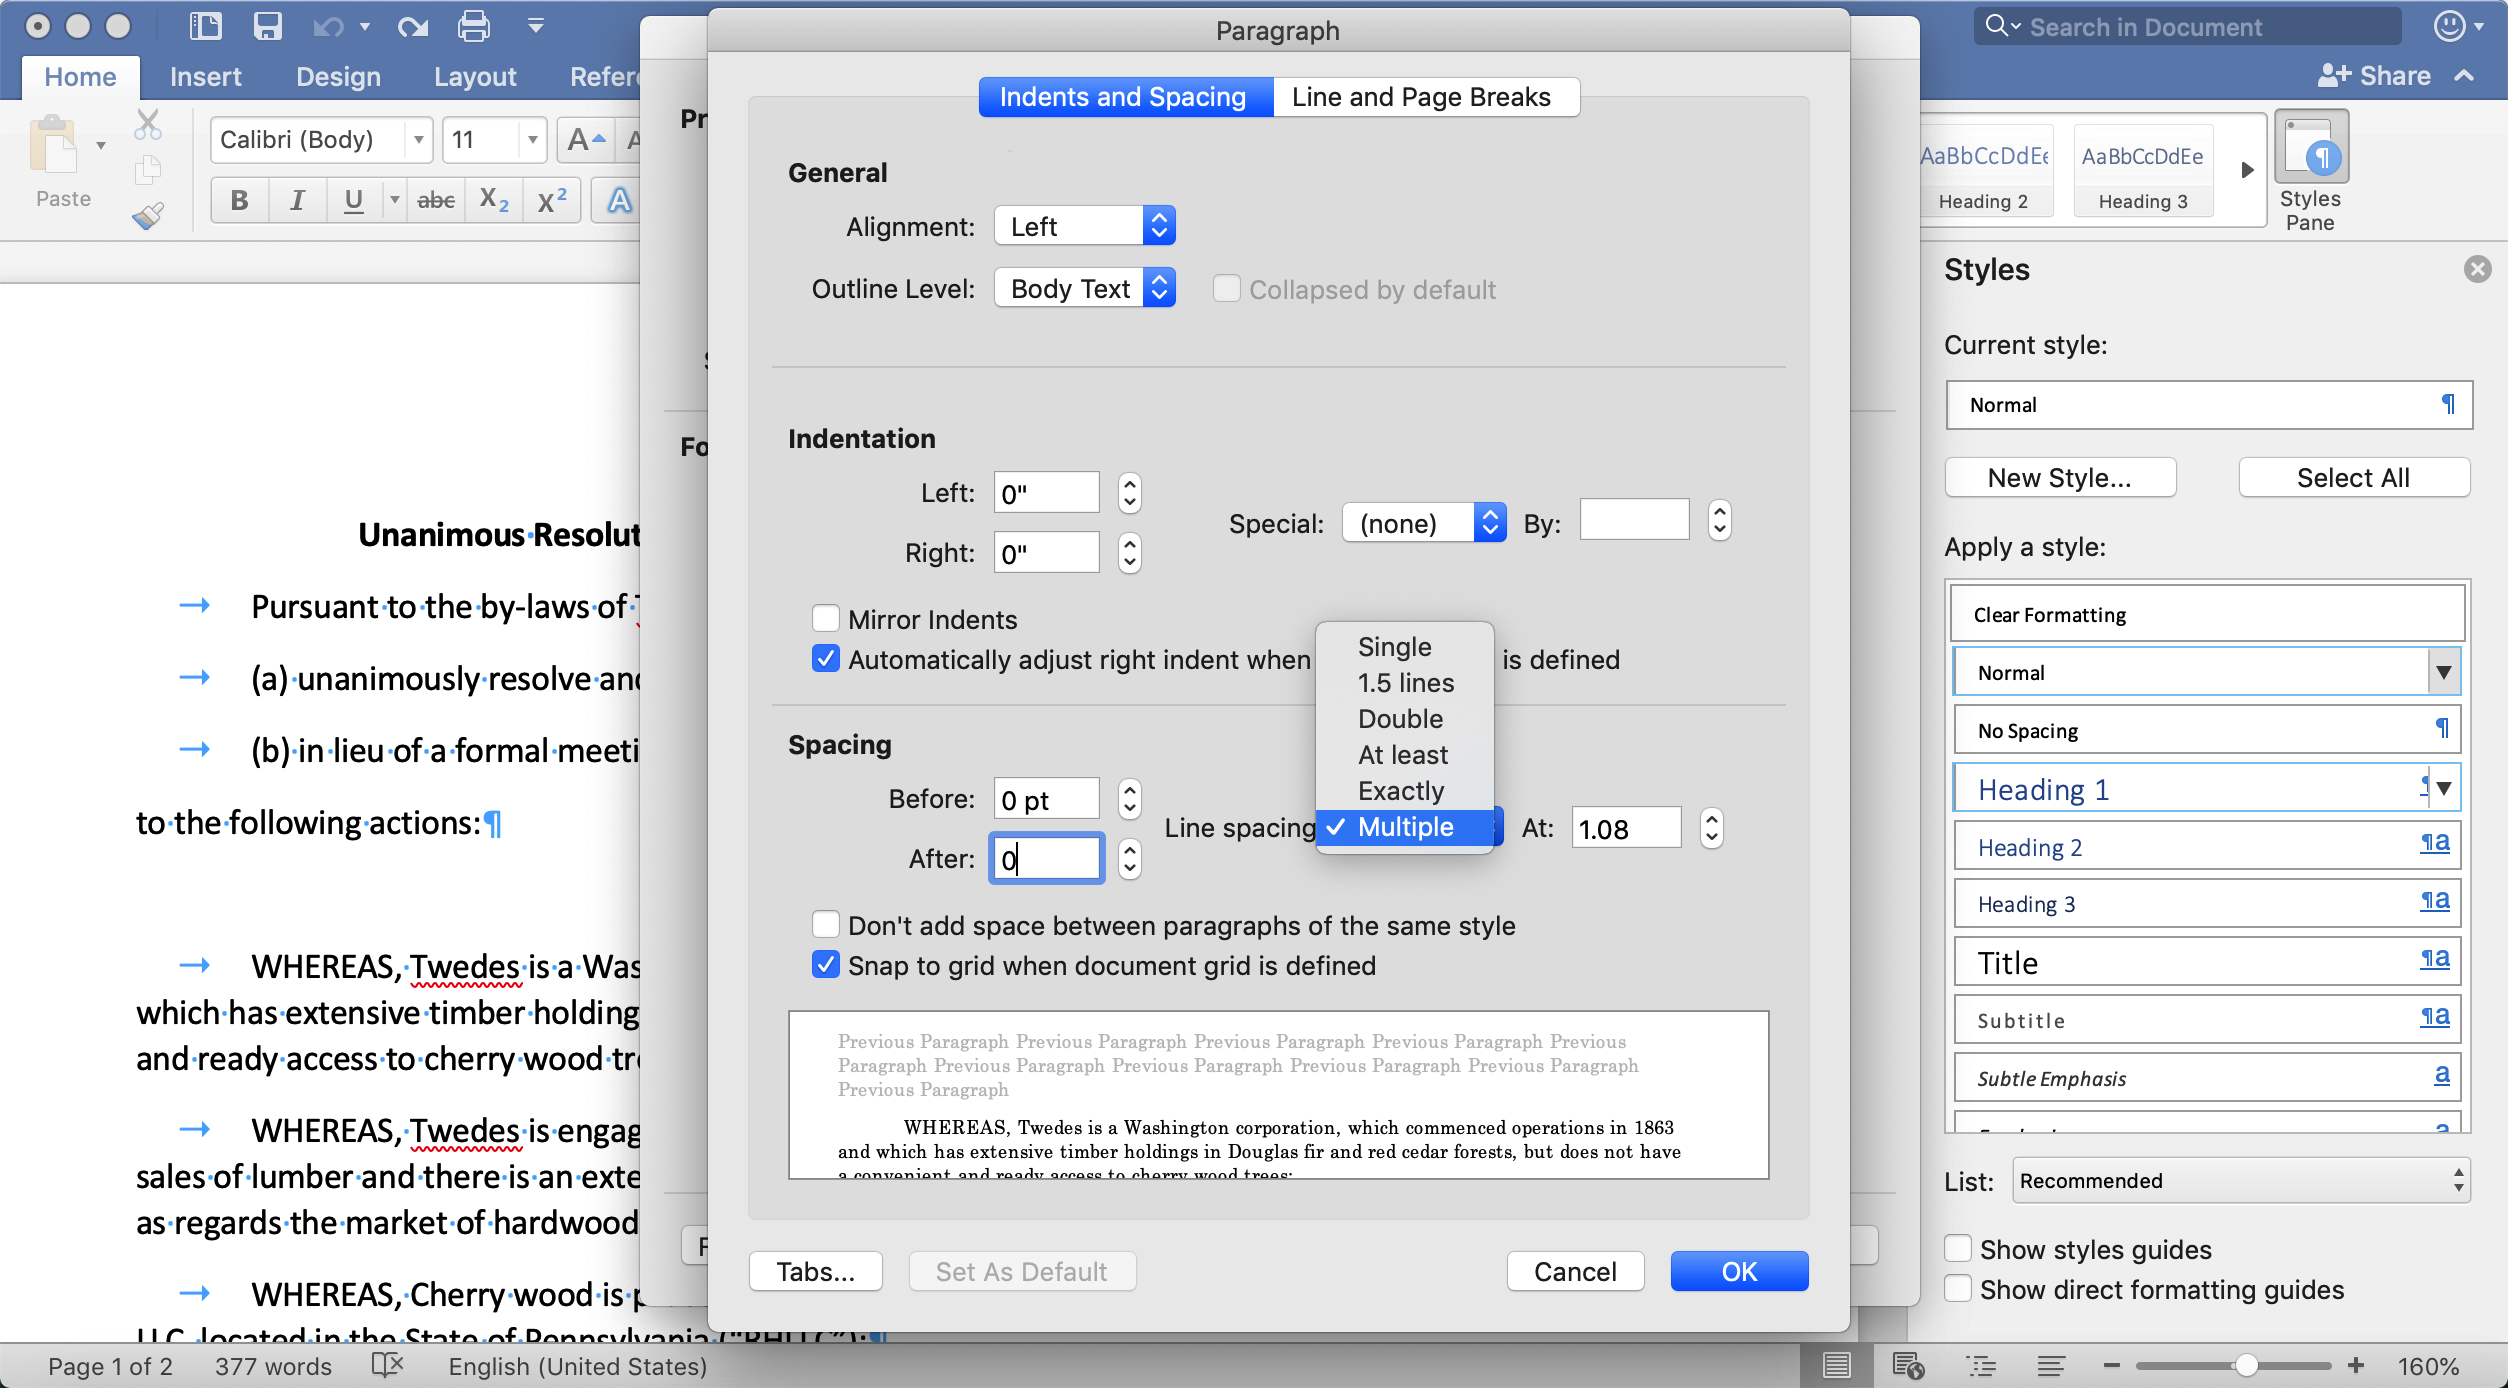 Paragraph
Search in Document
Home Insert Design Layout
Share
Indents and Spacing
Line and Page Breaks
Paste
Calibri (Body)
11
B I U abc X2 X2 A
AaBbCcDdEe
Heading 2
AaBbCcDdEe
Heading 3
Styles
Pane
General
Alignment: Left
Outline Level: Body Text
Collapsed by default
Indentation
Left: 0"
Right: 0"
Special: (none)
By:
Mirror Indents
Automatically adjust right indent when is defined
Single
1.5 lines
Double
At least
Exactly
✓ Multiple
Spacing
Before: 0 pt
After: 0
Line spacing
At: 1.08
Don't add space between paragraphs of the same style
Snap to grid when document grid is defined
Previous Paragraph Previous Paragraph Previous Paragraph Previous Paragraph Previous
Paragraph Previous Paragraph Previous Paragraph Previous Paragraph Previous Paragraph
Previous Paragraph
WHEREAS, Twedes is a Washington corporation, which commenced operations in 1863
and which has extensive timber holdings in Douglas fir and red cedar forests, but does not have
a convenient and ready access to cherry wood trees;
Tabs...
Set As Default
Cancel
OK
Unanimous·Resolut
→ Pursuant·to·the·by-laws·of·
→ (a)·unanimously·resolve·
→ (b)·in·lieu·of·a·formal·
to·the·following·actions:¶
→ WHEREAS,·Twedes·is·a·Was
which·has·extensive·timber·holding
and·ready·access·to·cherry·wood·
→ WHEREAS,·Twedes·is·engag
sales·of·lumber·and·there·is·an·exte
as·regards·the·market·of·hardwood
→ WHEREAS,·Cherry·wood·is·
located·in·the·State·of·Pennsylvania·
Styles
Current style:
Normal ¶
New Style...
Select All
Apply a style:
Clear Formatting
Normal
No Spacing ¶
Heading 1
Heading 2 ¶a
Heading 3 ¶a
Title ¶a
Subtitle ¶a
Subtle Emphasis a
List: Recommended
Show styles guides
Show direct formatting guides
Page 1 of 2
377 words
English (United States)
160%